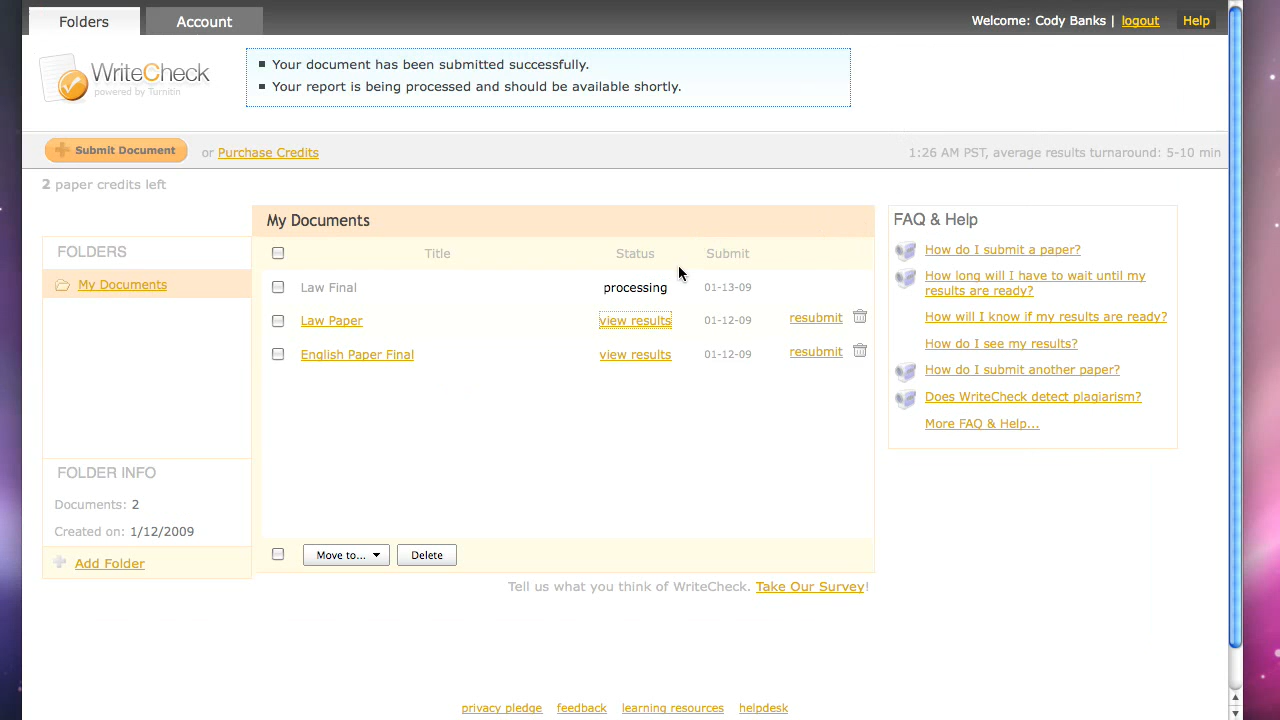 Folders
Account
Welcome: Cody Banks | logout
Help
WriteCheck
powered by Turnitin
Your document has been submitted successfully.
Your report is being processed and should be available shortly.
Submit Document or Purchase Credits
1:26 AM PST, average results turnaround: 5-10 min
2 paper credits left
FOLDERS
My Documents
FOLDER INFO
Documents: 2
Created on: 1/12/2009
Add Folder
My Documents
Title Status Submit
Law Final processing 01-13-09
Law Paper view results 01-12-09 resubmit
English Paper Final view results 01-12-09 resubmit
Move to... Delete
Tell us what you think of WriteCheck. Take Our Survey!
FAQ & Help
How do I submit a paper?
How long will I have to wait until my
results are ready?
How will I know if my results are ready?
How do I see my results?
How do I submit another paper?
Does WriteCheck detect plagiarism?
More FAQ & Help...
privacy pledge feedback learning resources helpdesk